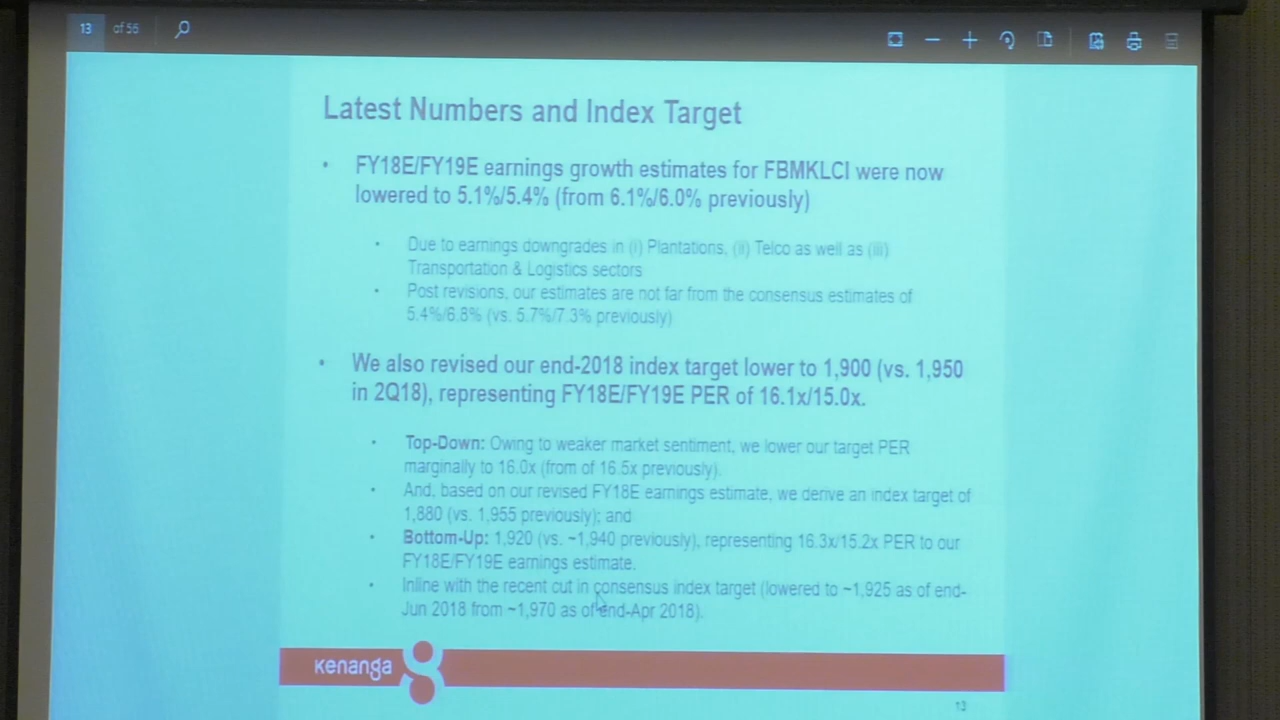 13 of 56
Latest Numbers and Index Target
• FY18E/FY19E earnings growth estimates for FBMKLCI were now
lowered to 5.1%/5.4% (from 6.1%/6.0% previously)
• Due to earnings downgrades in (i) Plantations, (ii) Telco as well as (iii)
Transportation & Logistics sectors
• Post revisions, our estimates are not far from the consensus estimates of
5.4%/6.8% (vs. 5.7%/7.3% previously)
• We also revised our end-2018 index target lower to 1,900 (vs. 1,950
in 2Q18), representing FY18E/FY19E PER of 16.1x/15.0x.
• Top-Down: Owing to weaker market sentiment, we lower our target PER
marginally to 16.0x (from of 16.5x previously).
• And, based on our revised FY18E earnings estimate, we derive an index target of
1,880 (vs. 1,955 previously); and
• Bottom-Up: 1,920 (vs. ~1,940 previously), representing 16.3x/15.2x PER to our
FY18E/FY19E earnings estimate.
• Inline with the recent cut in consensus index target (lowered to ~1,925 as of end-
Jun 2018 from ~1,970 as of end-Apr 2018).
kenanga
13